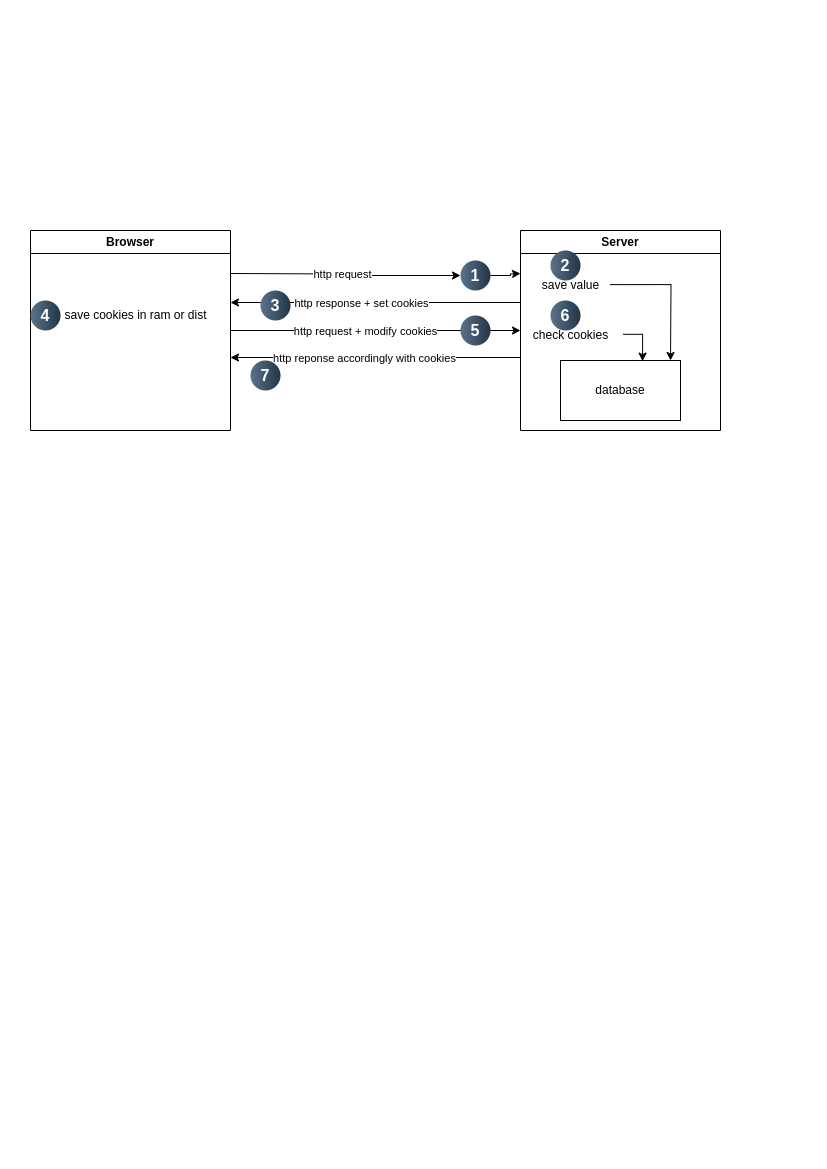 Browser
Server
http request
1
2
save value
3
http response + set cookies
4
save cookies in ram or dist
http request + modify cookies
5
6
check cookies
http reponse accordingly with cookies
7
database